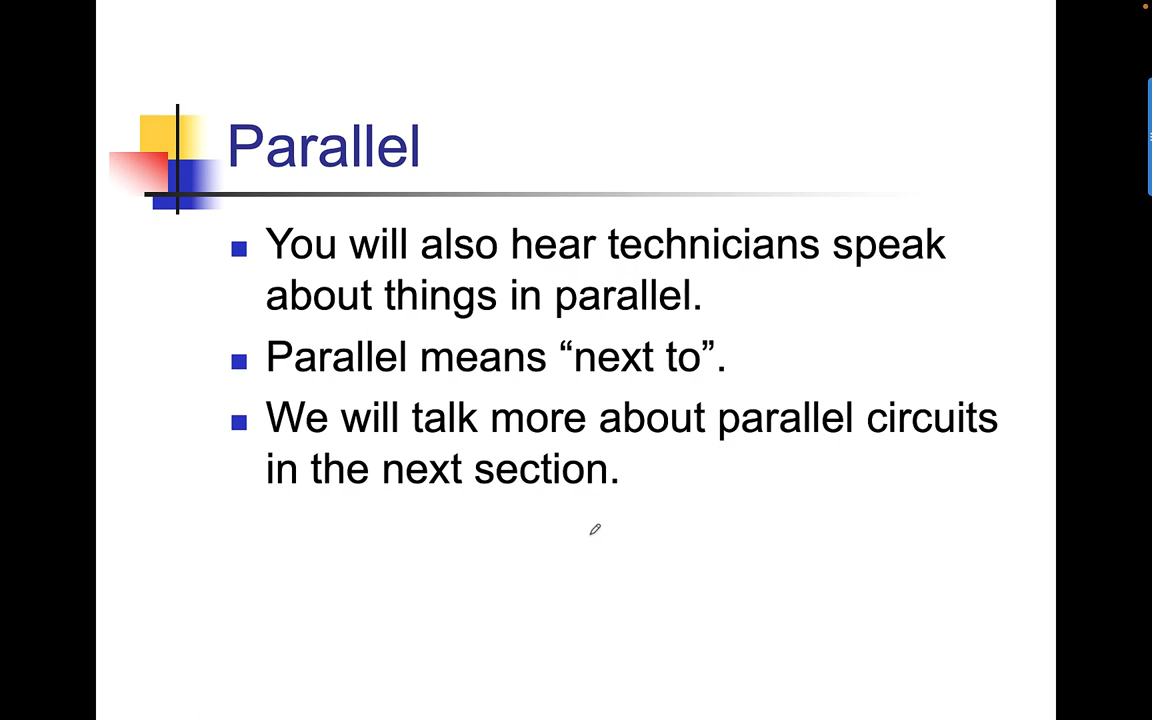 Parallel
You will also hear technicians speak
about things in parallel.
Parallel means “next to”.
We will talk more about parallel circuits
in the next section.